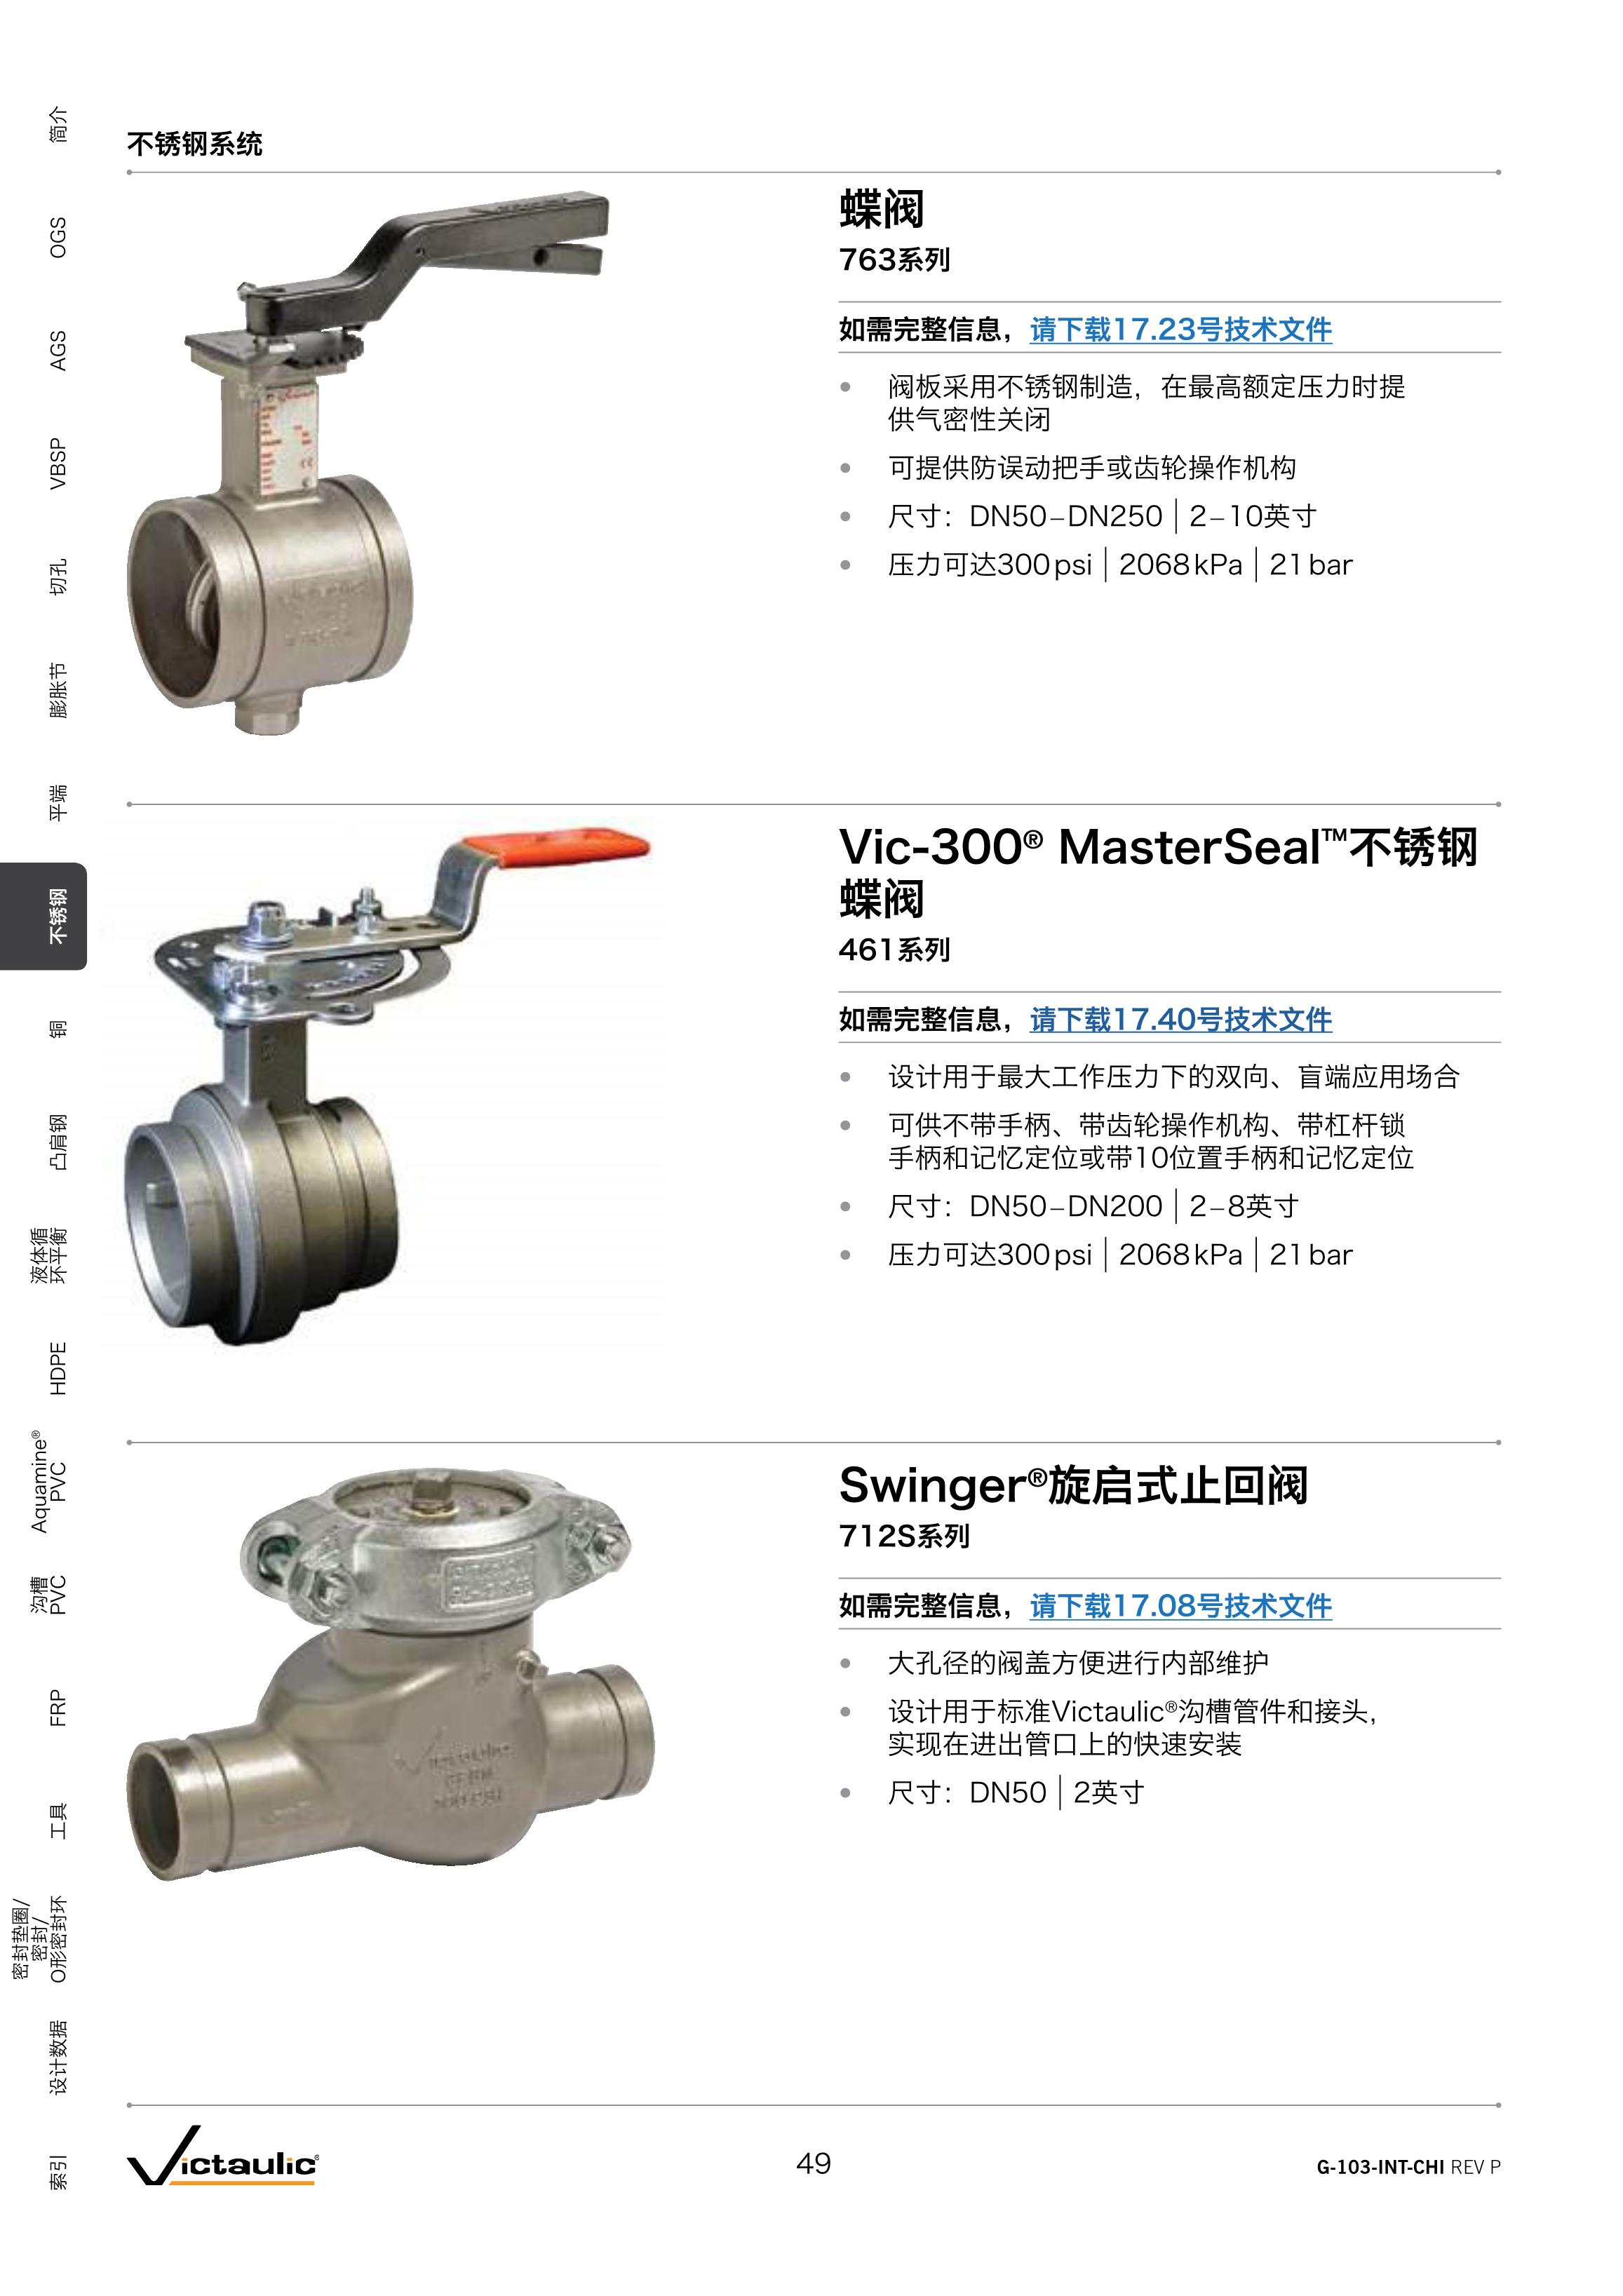 不锈钢系统
蝶阀
763系列
如需完整信息，请下载17.23号技术文件
• 阀板采用不锈钢制造，在最高额定压力时提
供气密性关闭
• 可提供防误动把手或齿轮操作机构
• 尺寸：DN50–DN250 | 2–10英寸
• 压力可达300 psi | 2068 kPa | 21 bar
Vic-300® MasterSeal™不锈钢
蝶阀
461系列
如需完整信息，请下载17.40号技术文件
• 设计用于最大工作压力下的双向、盲端应用场合
• 可供不带手柄、带齿轮操作机构、带杠杆锁
手柄和记忆定位或带10位置手柄和记忆定位
• 尺寸：DN50–DN200 | 2–8英寸
• 压力可达300 psi | 2068 kPa | 21 bar
Swinger®旋启式止回阀
712S系列
如需完整信息，请下载17.08号技术文件
• 大孔径的阀盖方便进行内部维护
• 设计用于标准Victaulic®沟槽管件和接头，
实现在进出管口上的快速安装
• 尺寸：DN50 | 2英寸
简介
OGS
AGS
VBSP
切孔
膨胀节
平端
不锈钢
铜
凸肩钢
液体循
环平衡
HDPE
Aquamine®
PVC
沟槽
PVC
FRP
工具
密封垫圈/
密封/
O形密封环
设计数据
索引
Victaulic®
49
G-103-INT-CHI REV P